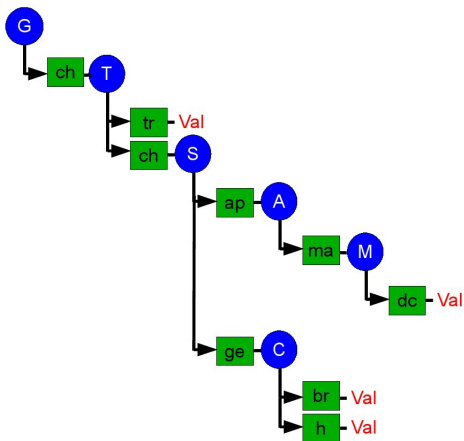 G
ch T
tr Val
ch S
ap A
ma M
dc Val
ge C
br Val
h Val